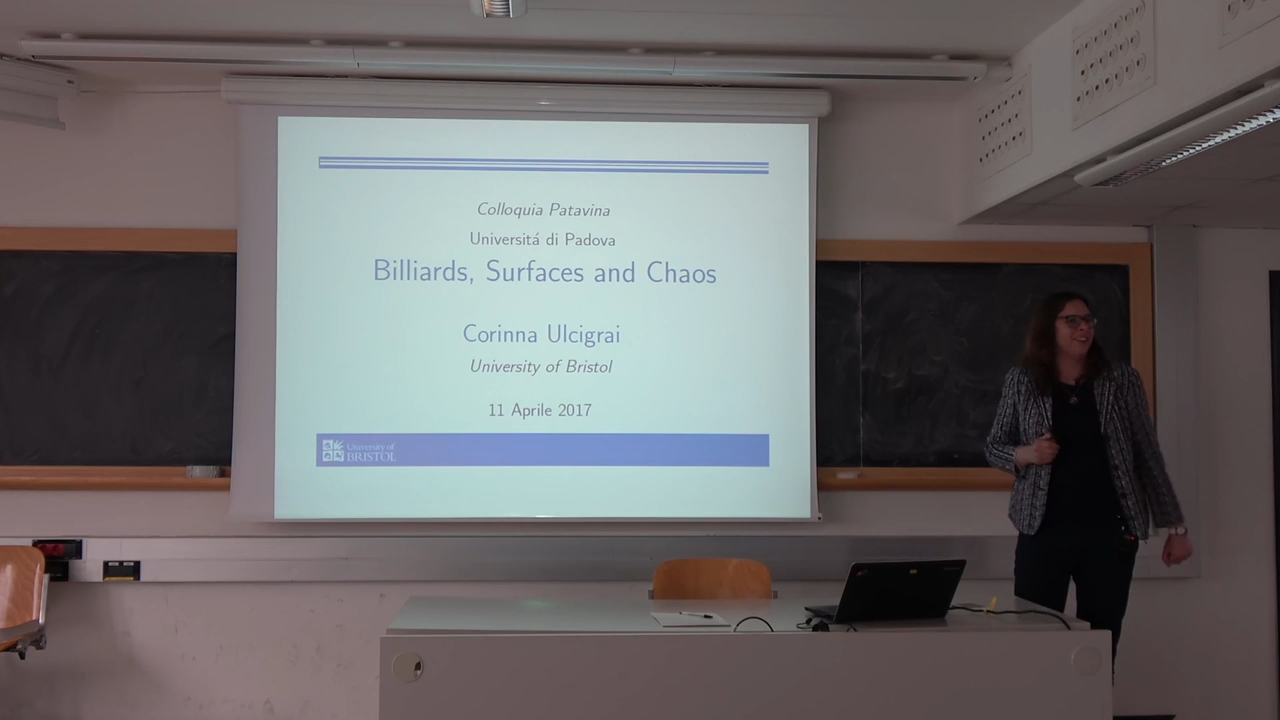 Colloquia Patavina
Universitá di Padova
Billiards, Surfaces and Chaos
Corinna Ulcigrai
University of Bristol
11 Aprile 2017
University of
BRISTOL